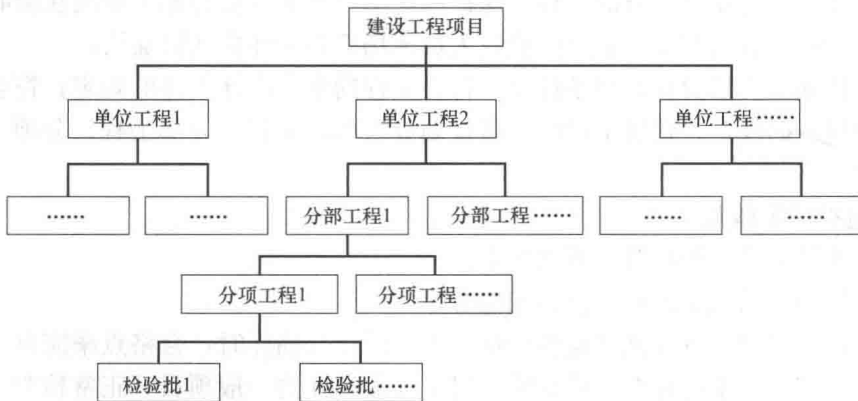 建设工程项目
单位工程1 单位工程2 单位工程……
…… …… 分部工程1 分部工程…… …… ……
分项工程1 分项工程……
检验批1 检验批……